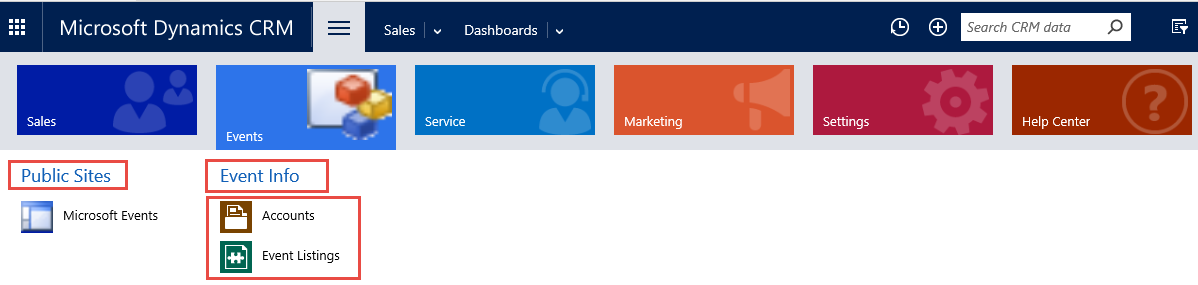 Microsoft Dynamics CRM Sales Dashboards Search CRM data
Sales Events Service Marketing Settings Help Center
Public Sites Event Info
Microsoft Events Accounts
Event Listings